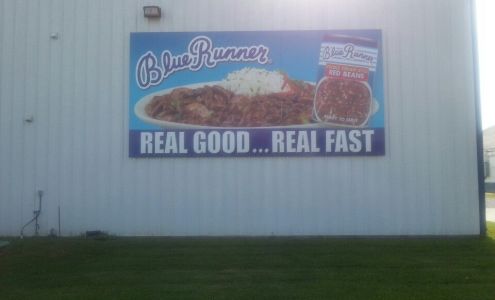 Blue Runner
Blue Runner
RED BEANS
REAL GOOD...REAL FAST